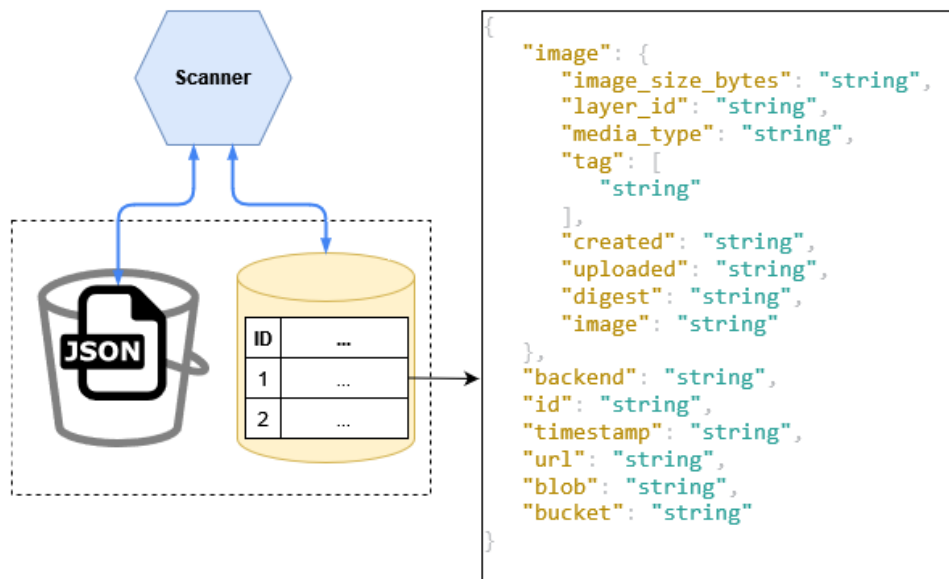 Scanner
JSON
ID ...
1 ...
2 ...
{
"image": {
"image_size_bytes": "string",
"layer_id": "string",
"media_type": "string",
"tag": [
"string"
],
"created": "string",
"uploaded": "string",
"digest": "string",
"image": "string"
},
"backend": "string",
"id": "string",
"timestamp": "string",
"url": "string",
"blob": "string",
"bucket": "string"
}